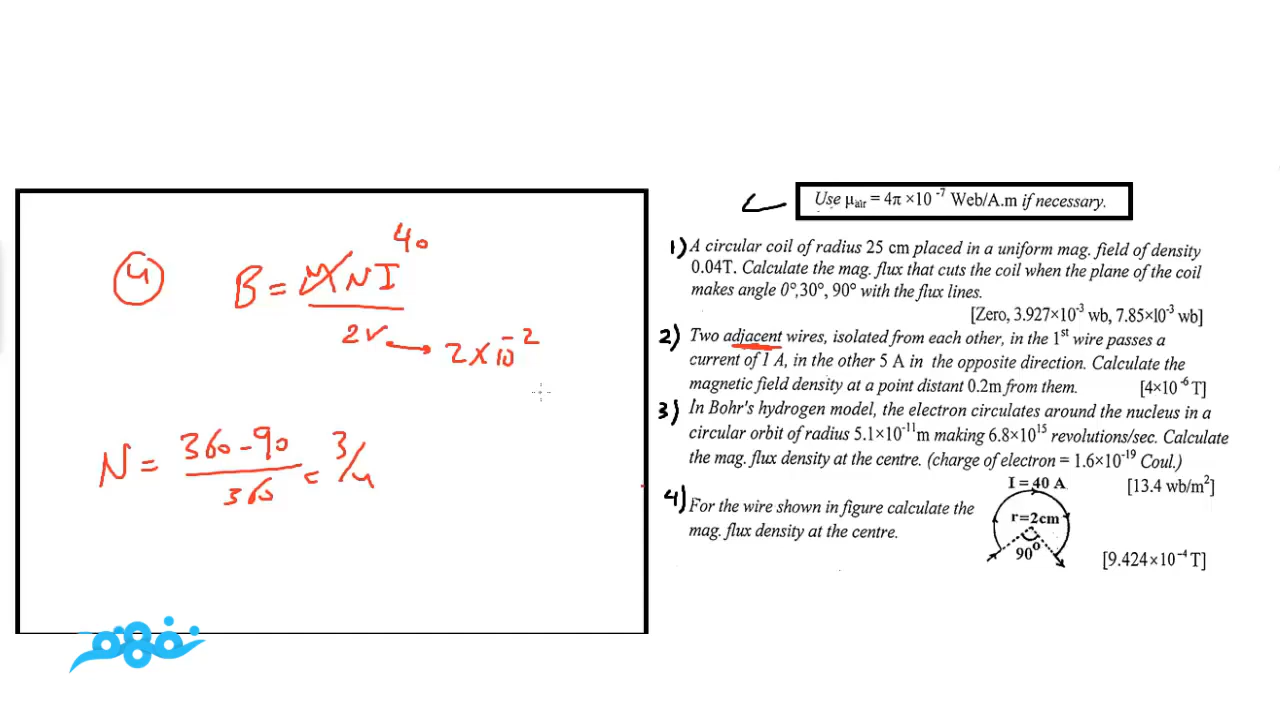 ④ B = μNI 40
2r → 2×10⁻²
N = 360-90 / 360 = 3/4
نفهم
Use μair = 4π ×10 ⁻⁷ Web/A.m if necessary.
1) A circular coil of radius 25 cm placed in a uniform mag. field of density
0.04T. Calculate the mag. flux that cuts the coil when the plane of the coil
makes angle 0°,30°, 90° with the flux lines.
[Zero, 3.927×10⁻³ wb, 7.85×10⁻³ wb]
2) Two adjacent wires, isolated from each other, in the 1st wire passes a
current of 1 A, in the other 5 A in the opposite direction. Calculate the
magnetic field density at a point distant 0.2m from them. [4×10⁻⁶ T]
3) In Bohr's hydrogen model, the electron circulates around the nucleus in a
circular orbit of radius 5.1×10⁻¹¹m making 6.8×10¹⁵ revolutions/sec. Calculate
the mag. flux density at the centre. (charge of electron = 1.6×10⁻¹⁹ Coul.)
[13.4 wb/m²]
4) For the wire shown in figure calculate the
mag. flux density at the centre.
I = 40 A
r=2cm
90°
[9.424×10⁻⁴ T]